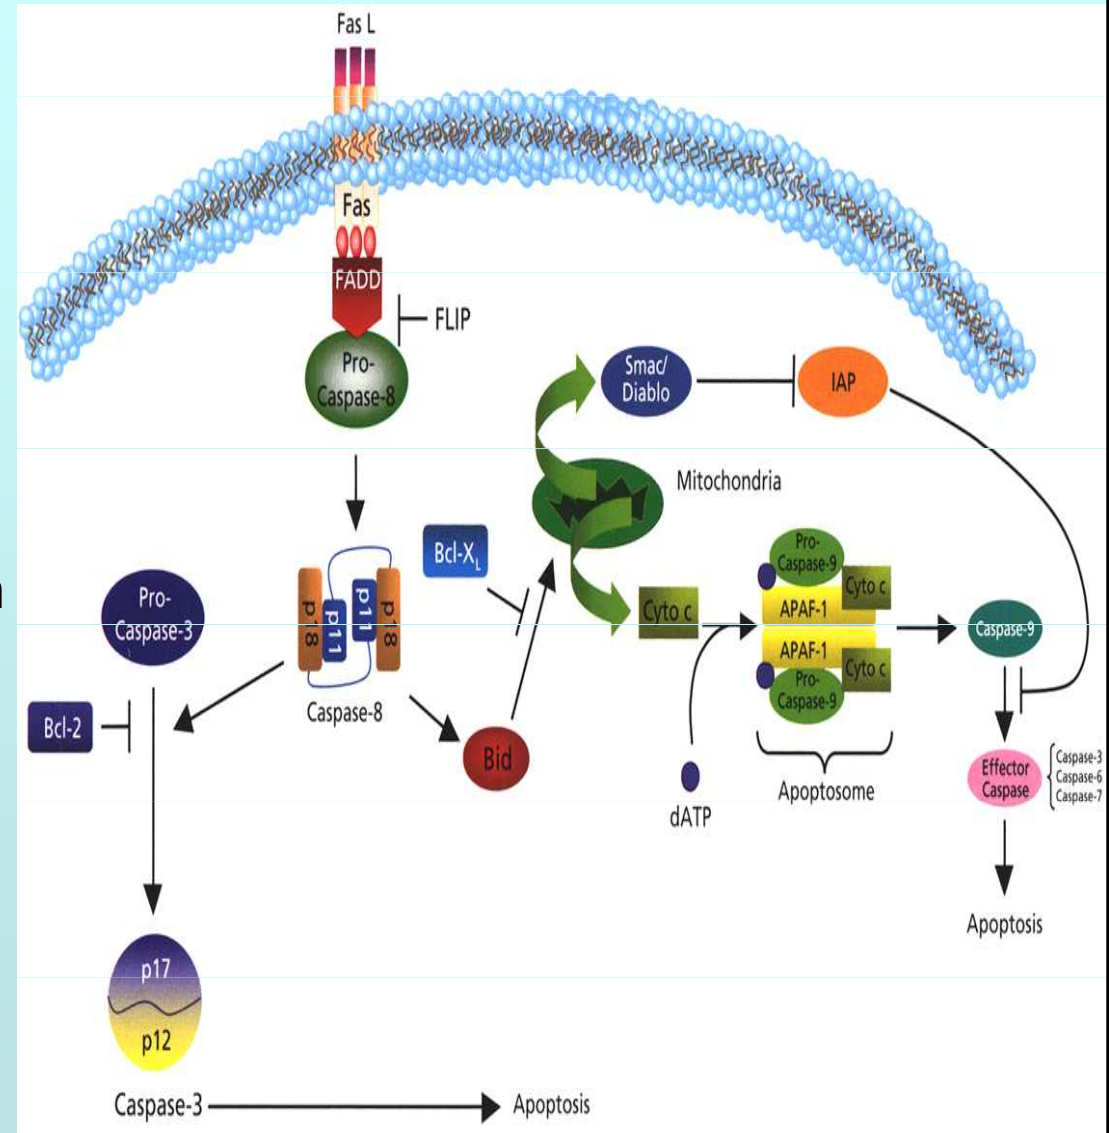 Fas L
Fas
FADD
FLIP
Pro-
Caspase-8
Smac/
Diablo
IAP
Mitochondria
Bcl-XL
Pro-
Caspase-3
p18
p11
p11
p18
Caspase-8
Bcl-2
Bid
Cyto c
dATP
Pro-
Caspase-9
Cyto c
APAF-1
APAF-1
Cyto c
Pro-
Caspase-9
Apoptosome
Caspase-9
Effector
Caspase
Caspase-3
Caspase-6
Caspase-7
Apoptosis
p17
p12
Caspase-3
Apoptosis